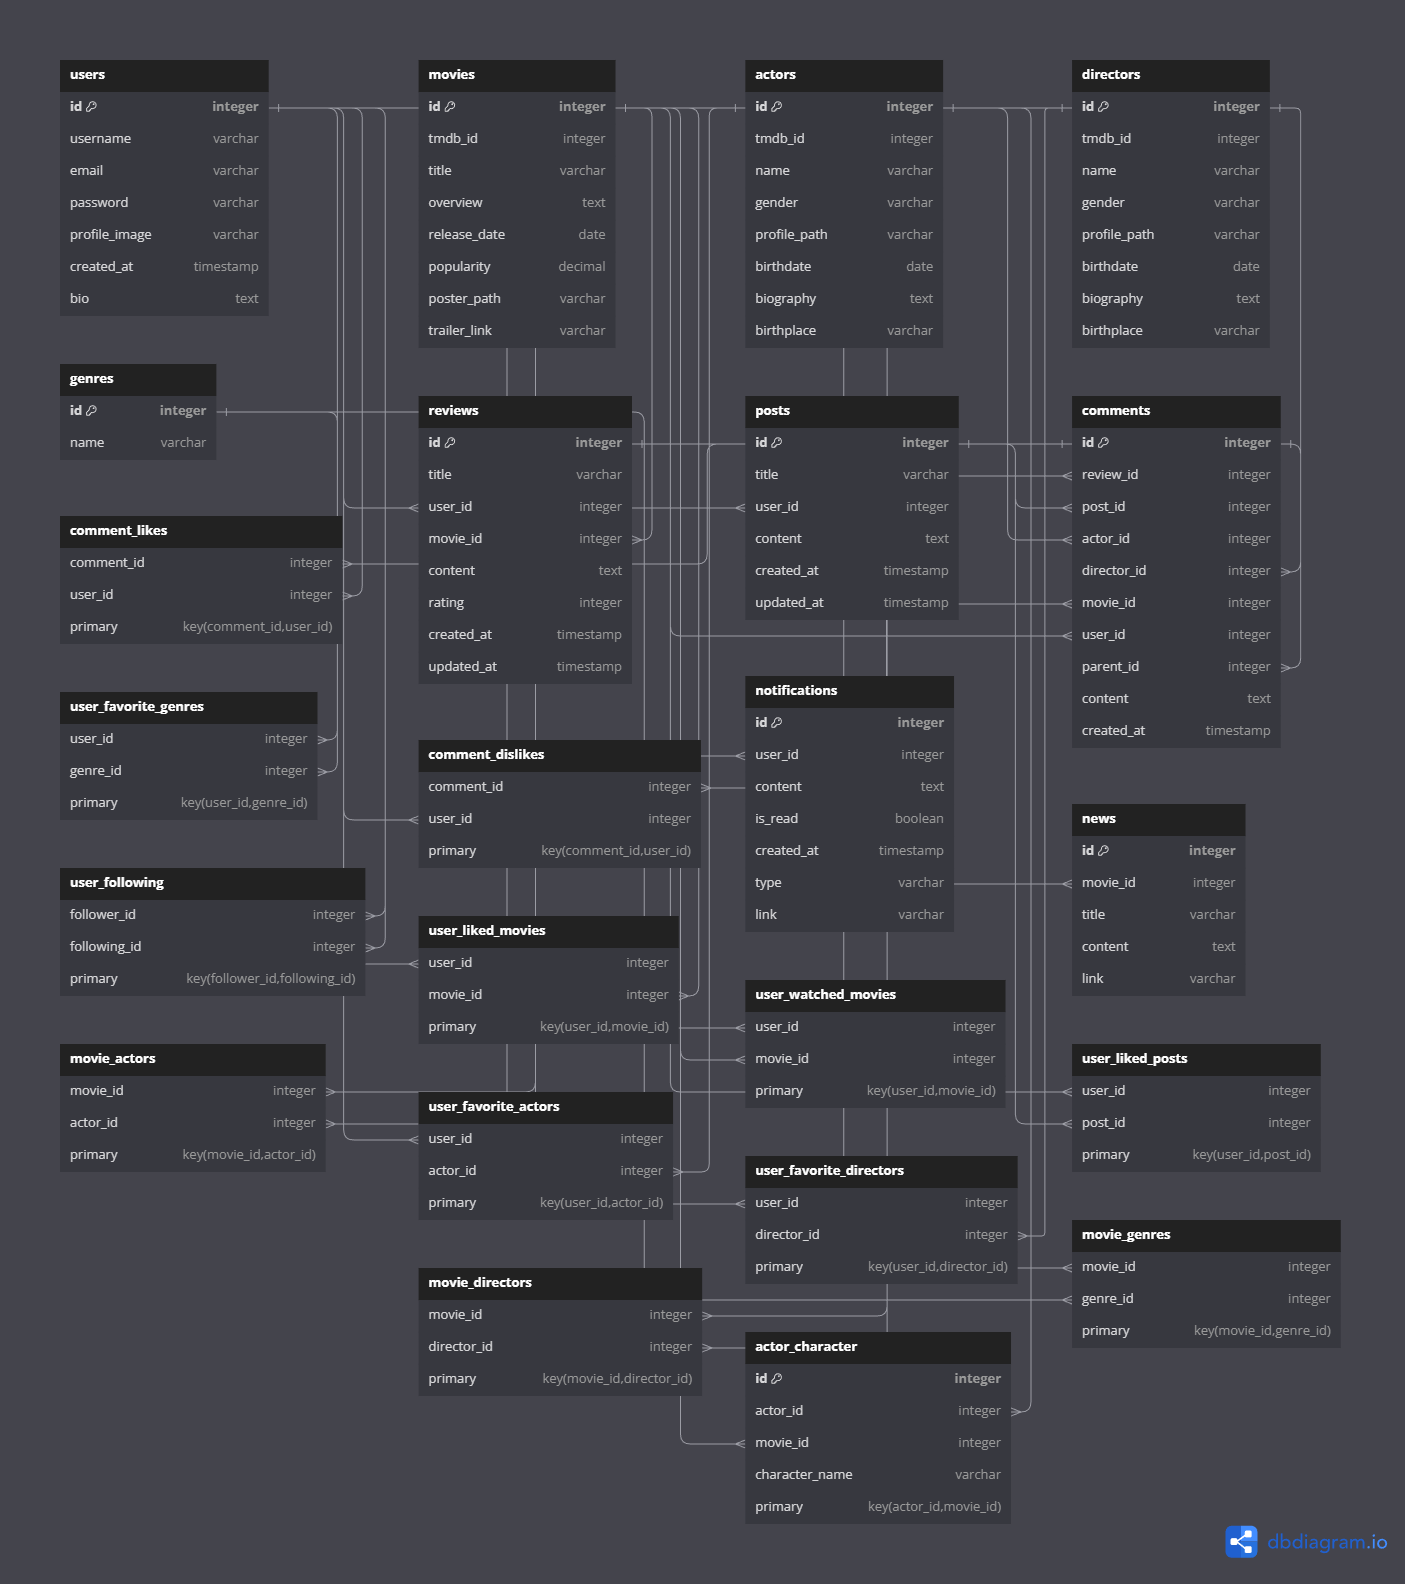 users
id integer
username varchar
email varchar
password varchar
profile_image varchar
created_at timestamp
bio text
movies
id integer
tmdb_id integer
title varchar
overview text
release_date date
popularity decimal
poster_path varchar
trailer_link varchar
actors
id integer
tmdb_id integer
name varchar
gender varchar
profile_path varchar
birthdate date
biography text
birthplace varchar
directors
id integer
tmdb_id integer
name varchar
gender varchar
profile_path varchar
birthdate date
biography text
birthplace varchar
genres
id integer
name varchar
reviews
id integer
title varchar
user_id integer
movie_id integer
content text
rating integer
created_at timestamp
updated_at timestamp
posts
id integer
title varchar
user_id integer
content text
created_at timestamp
updated_at timestamp
comments
id integer
review_id integer
post_id integer
actor_id integer
director_id integer
movie_id integer
user_id integer
parent_id integer
content text
created_at timestamp
comment_likes
comment_id integer
user_id integer
primary key(comment_id,user_id)
user_favorite_genres
user_id integer
genre_id integer
primary key(user_id,genre_id)
comment_dislikes
comment_id integer
user_id integer
primary key(comment_id,user_id)
notifications
id integer
user_id integer
content text
is_read boolean
created_at timestamp
type varchar
link varchar
news
id integer
movie_id integer
title varchar
content text
link varchar
user_following
follower_id integer
following_id integer
primary key(follower_id,following_id)
user_liked_movies
user_id integer
movie_id integer
primary key(user_id,movie_id)
user_watched_movies
user_id integer
movie_id integer
primary key(user_id,movie_id)
user_liked_posts
user_id integer
post_id integer
primary key(user_id,post_id)
movie_actors
movie_id integer
actor_id integer
primary key(movie_id,actor_id)
user_favorite_actors
user_id integer
actor_id integer
primary key(user_id,actor_id)
user_favorite_directors
user_id integer
director_id integer
primary key(user_id,director_id)
movie_genres
movie_id integer
genre_id integer
primary key(movie_id,genre_id)
movie_directors
movie_id integer
director_id integer
primary key(movie_id,director_id)
actor_character
id integer
actor_id integer
movie_id integer
character_name varchar
primary key(actor_id,movie_id)
dbdiagram.io